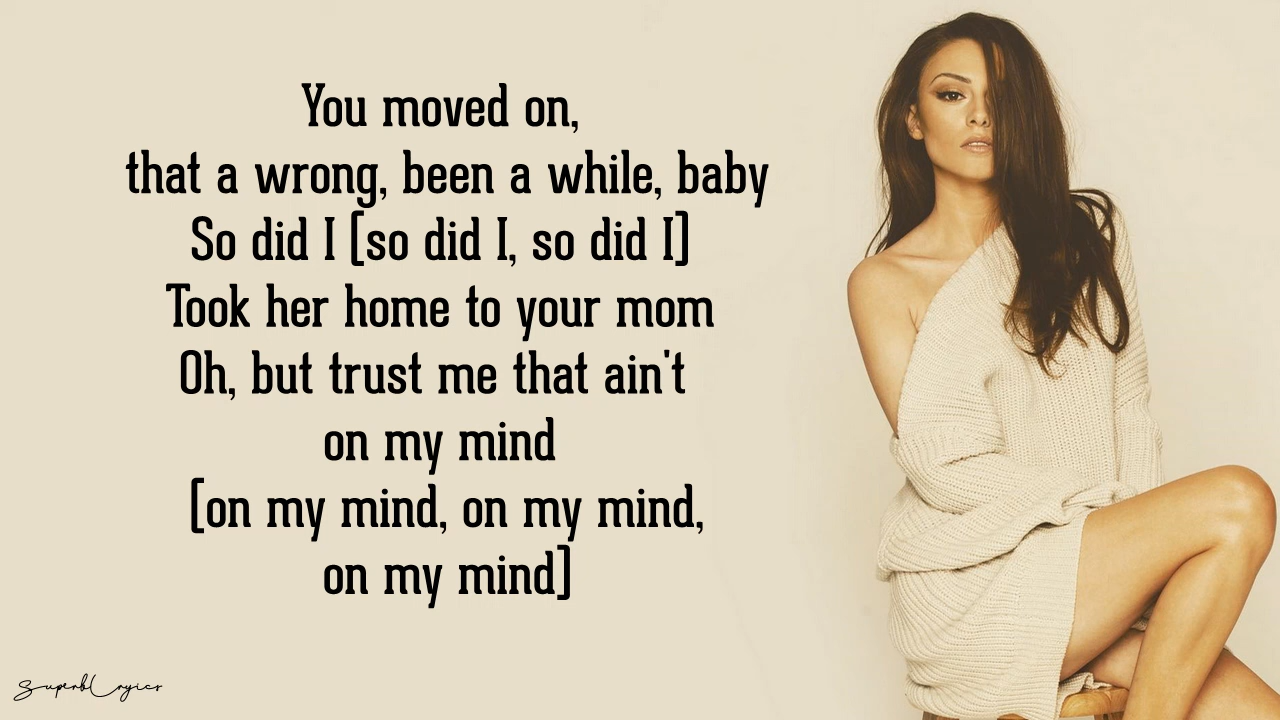 You moved on,
that a wrong, been a while, baby
So did I [so did I, so did I]
Took her home to your mom
Oh, but trust me that ain't
on my mind
[on my mind, on my mind,
on my mind]
SuperbLyrics